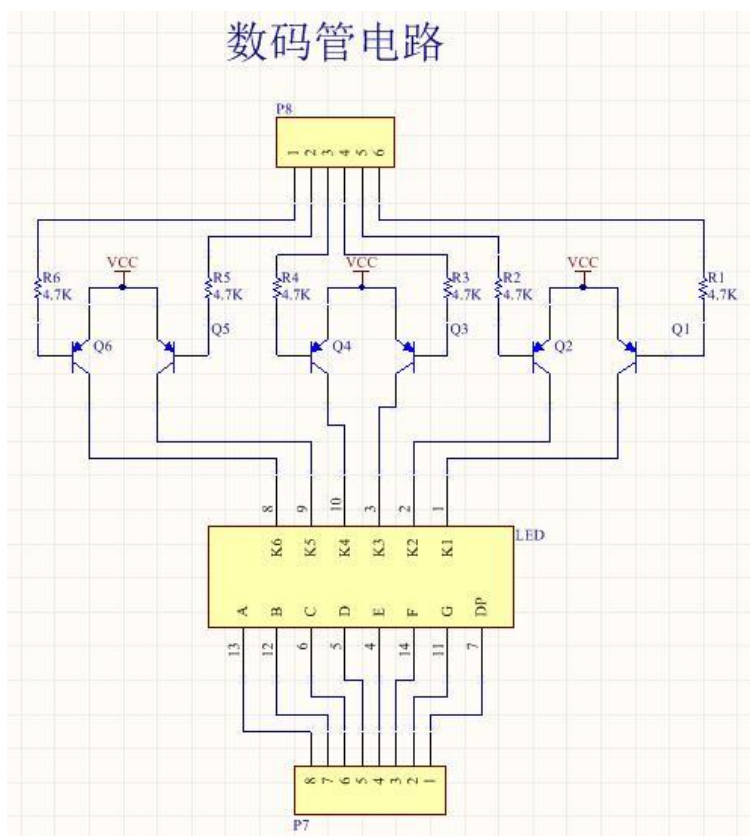 数码管电路
P8
1 2 3 4 5 6
VCC VCC VCC
R6 R5 R4 R3 R2 R1
4.7K 4.7K 4.7K 4.7K 4.7K 4.7K
Q6 Q5 Q4 Q3 Q2 Q1
8 9 10 3 2 1
LED
K6 K5 K4 K3 K2 K1
A B C D E F G DP
13 12 6 5 4 14 11 7
8 7 6 5 4 3 2 1
P7